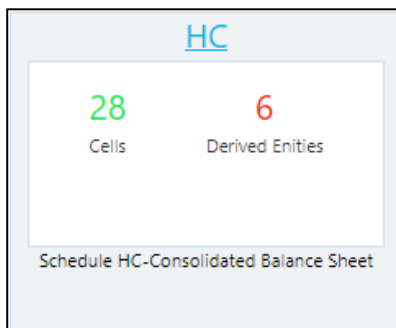 HC
28 6
Cells Derived Enities
Schedule HC-Consolidated Balance Sheet